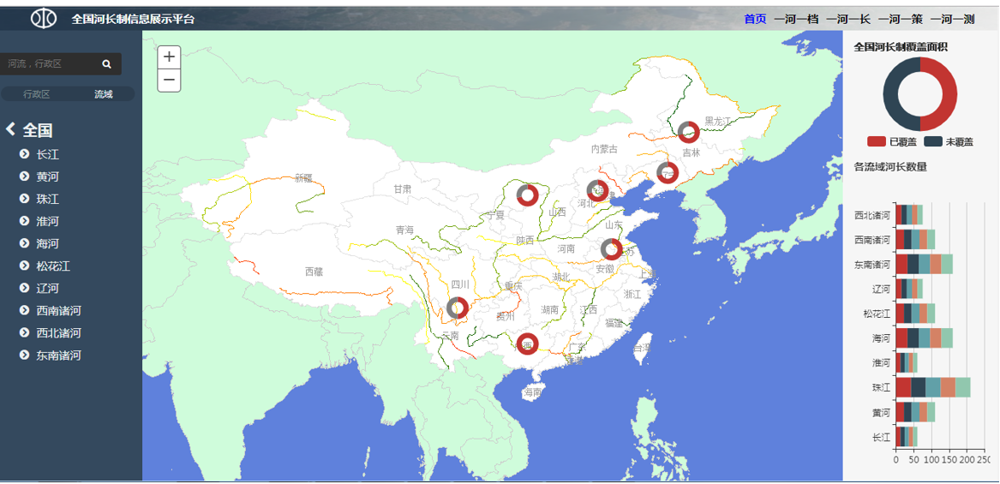 全国河长制信息展示平台
首页 一河一档 一河一长 一河一策 一河一测
河流，行政区
行政区 流域
全国
长江
黄河
珠江
淮河
海河
松花江
辽河
西南诸河
西北诸河
东南诸河
+
−
黑龙江
内蒙古
吉林
新疆
甘肃
河北
山西
宁夏
山东
青海
陕西
河南
安徽
西藏
四川
重庆
湖北
上海
浙江
湖南
江西
贵州
云南
福建
广东
台湾
海南
全国河长制覆盖面积
已覆盖 未覆盖
各流域河长数量
西北诸河
西南诸河
东南诸河
辽河
松花江
海河
淮河
珠江
黄河
长江
0 50 100 150 200 25